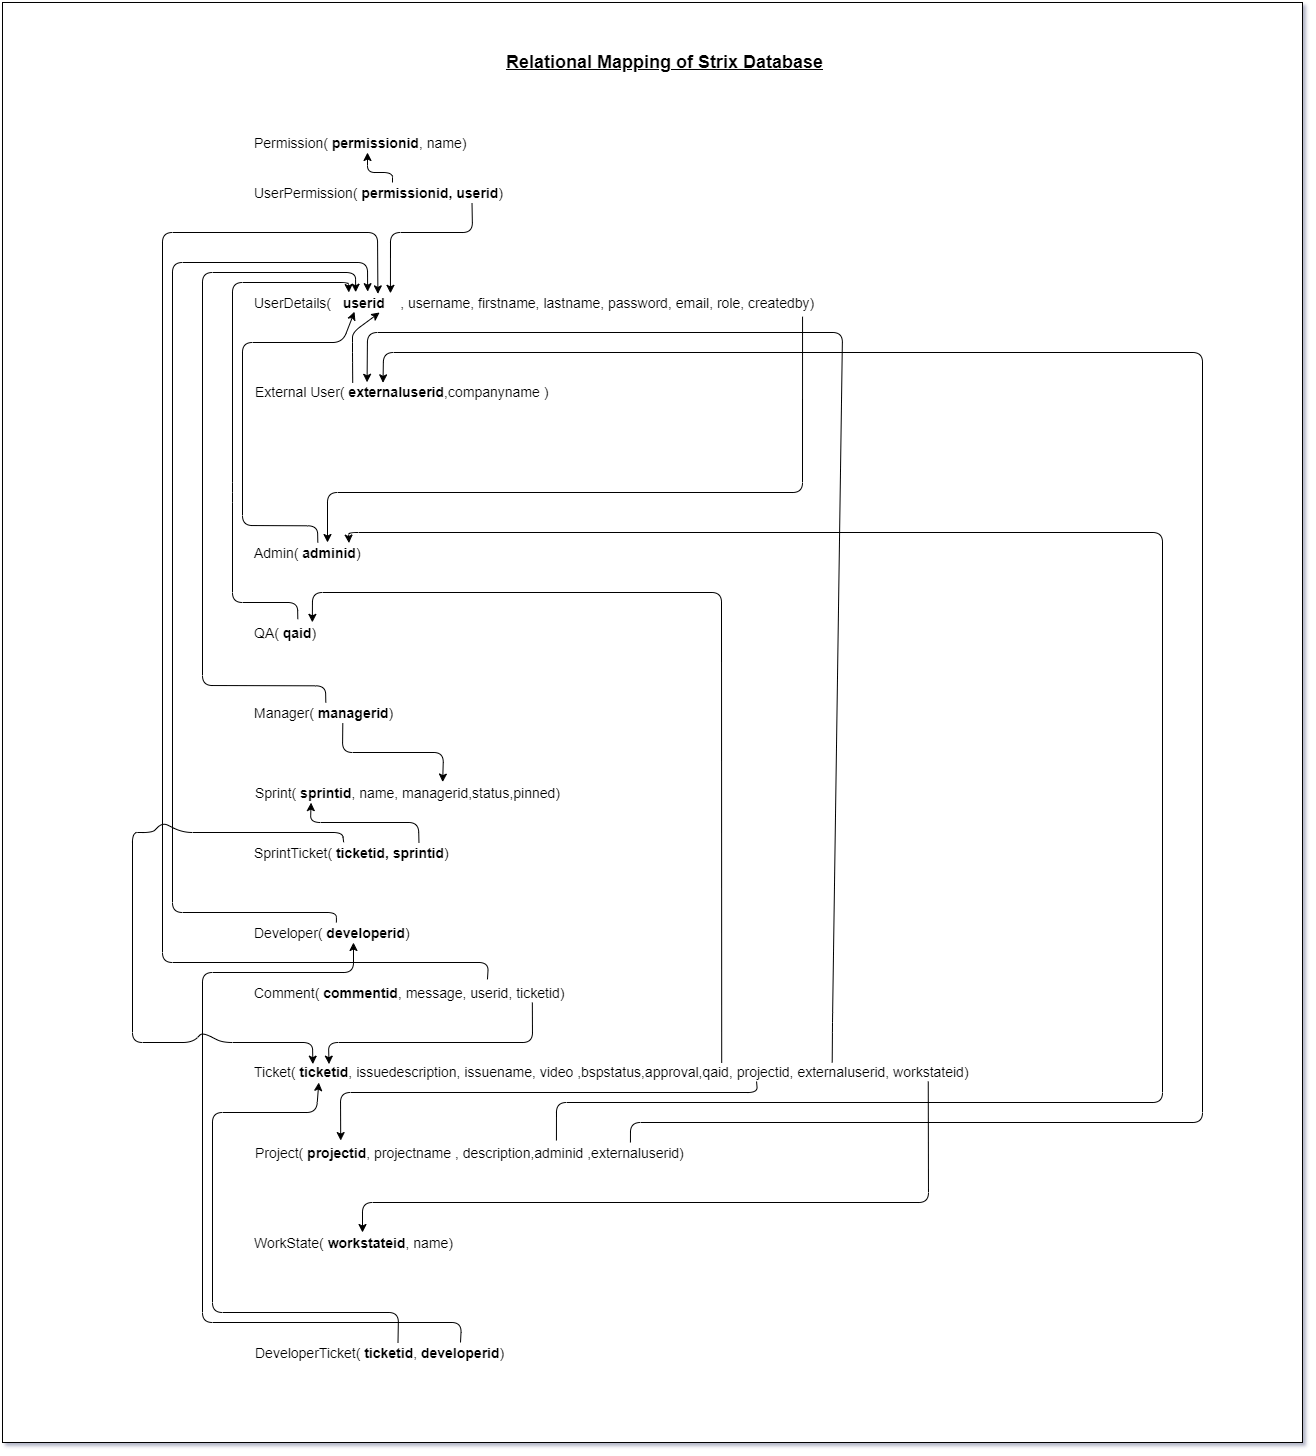 Relational Mapping of Strix Database
Permission( permissionid, name)
UserPermission( permissionid, userid)
UserDetails( userid , username, firstname, lastname, password, email, role, createdby)
External User( externaluserid,companyname )
Admin( adminid)
QA( qaid)
Manager( managerid)
Sprint( sprintid, name, managerid,status,pinned)
SprintTicket( ticketid, sprintid)
Developer( developerid)
Comment( commentid, message, userid, ticketid)
Ticket( ticketid, issuedescription, issuename, video ,bspstatus,approval,qaid, projectid, externaluserid, workstateid)
Project( projectid, projectname , description,adminid ,externaluserid)
WorkState( workstateid, name)
DeveloperTicket( ticketid, developerid)